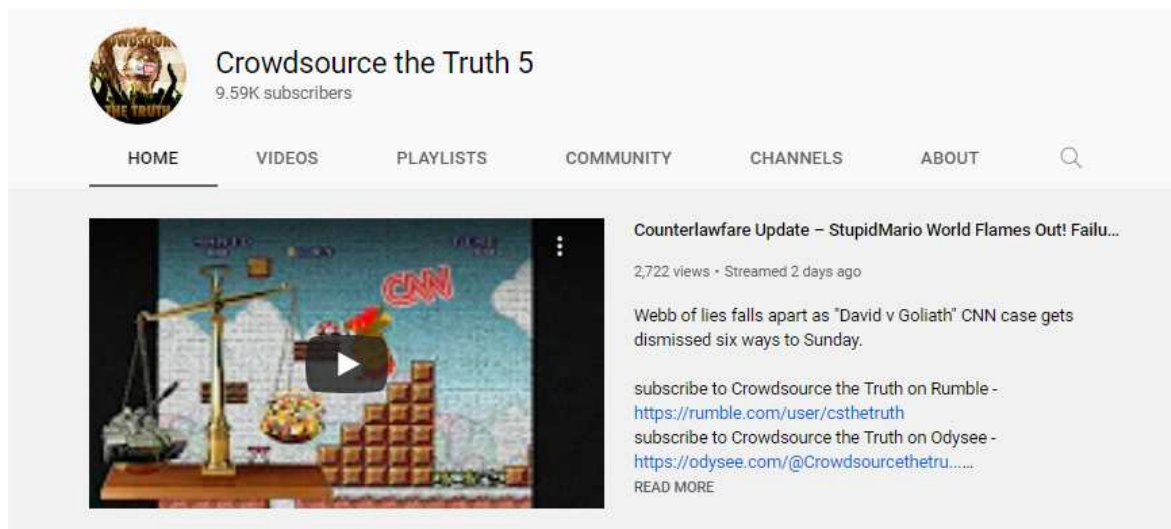 CROWDSOURCE
THE TRUTH
Crowdsource the Truth 5
9.59K subscribers
HOME
VIDEOS
PLAYLISTS
COMMUNITY
CHANNELS
ABOUT
CNN
Counterlawfare Update – StupidMario World Flames Out! Failu...
2,722 views • Streamed 2 days ago
Webb of lies falls apart as "David v Goliath" CNN case gets
dismissed six ways to Sunday.
subscribe to Crowdsource the Truth on Rumble -
https://rumble.com/user/csthetruth
subscribe to Crowdsource the Truth on Odysee -
https://odysee.com/@Crowdsourcethetru......
READ MORE